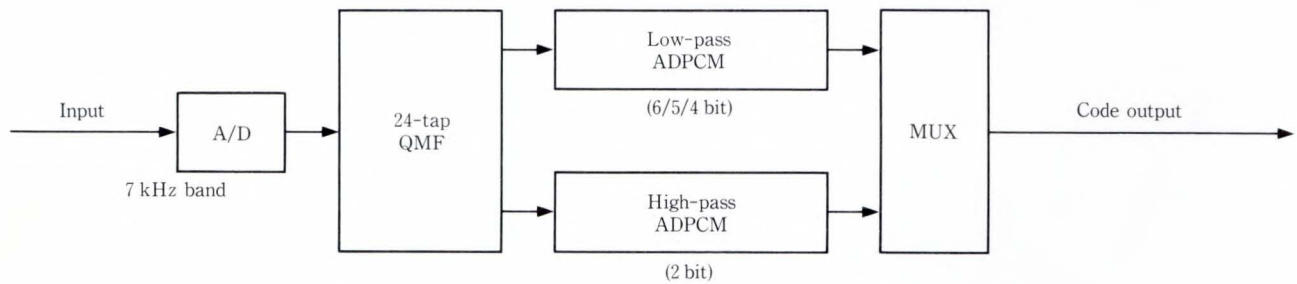 Input
A/D
7 kHz band
24-tap
QMF
Low-pass
ADPCM
(6/5/4 bit)
High-pass
ADPCM
(2 bit)
MUX
Code output